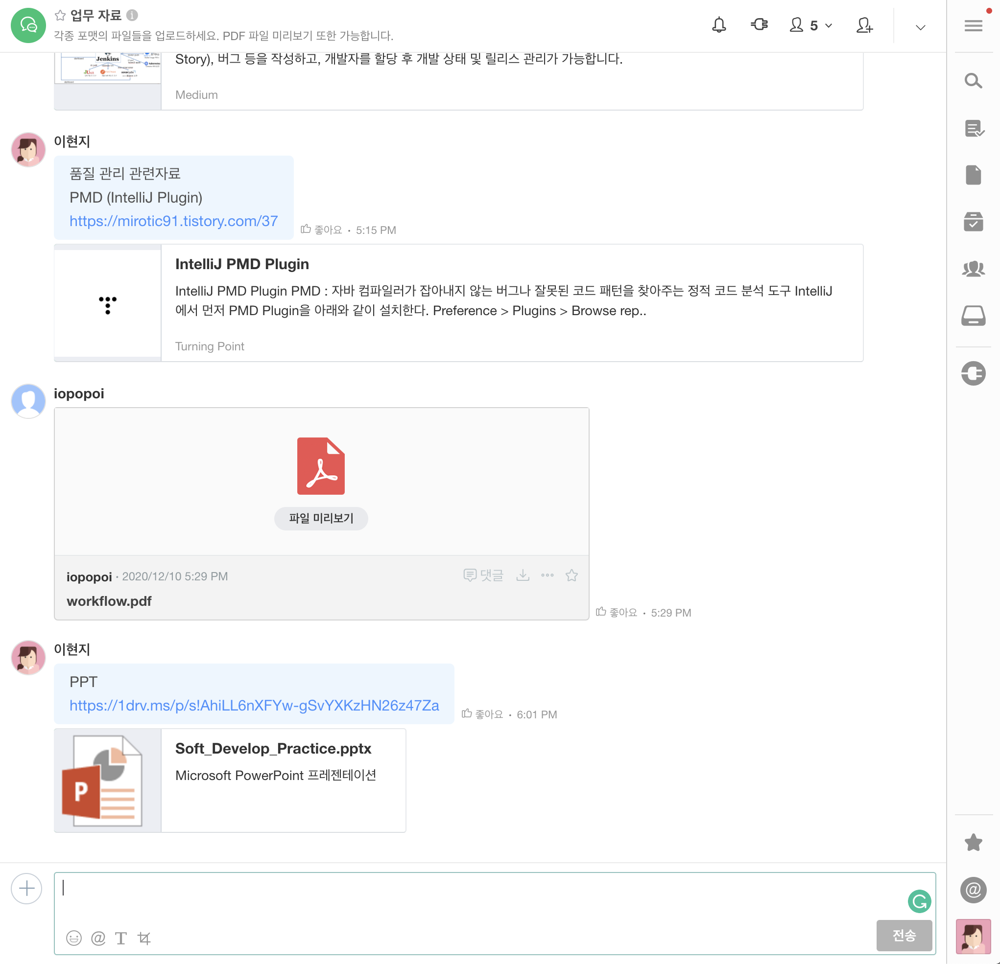 업무 자료
각종 포맷의 파일들을 업로드하세요. PDF 파일 미리보기 또한 가능합니다.
5
Jenkins
Story), 버그 등을 작성하고, 개발자를 할당 후 개발 상태 및 릴리스 관리가 가능합니다.
Medium
이현지
품질 관리 관련자료
PMD (IntelliJ Plugin)
https://mirotic91.tistory.com/37
좋아요 • 5:15 PM
IntelliJ PMD Plugin
IntelliJ PMD Plugin PMD : 자바 컴파일러가 잡아내지 않는 버그나 잘못된 코드 패턴을 찾아주는 정적 코드 분석 도구 IntelliJ
에서 먼저 PMD Plugin을 아래와 같이 설치한다. Preference > Plugins > Browse rep..
Turning Point
iopopoi
파일 미리보기
iopopoi • 2020/12/10 5:29 PM
댓글
workflow.pdf
좋아요 • 5:29 PM
이현지
PPT
https://1drv.ms/p/s!AhiLL6nXFYw-gSvYXKzHN26z47Za
좋아요 • 6:01 PM
Soft_Develop_Practice.pptx
Microsoft PowerPoint 프레젠테이션
전송